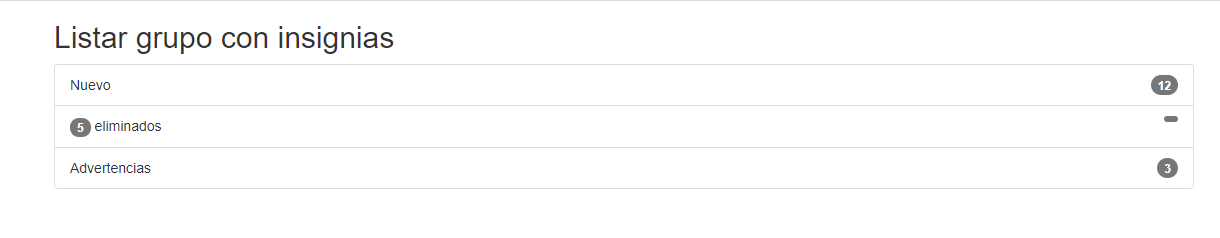 Listar grupo con insignias
Nuevo 12
5 eliminados
Advertencias 3